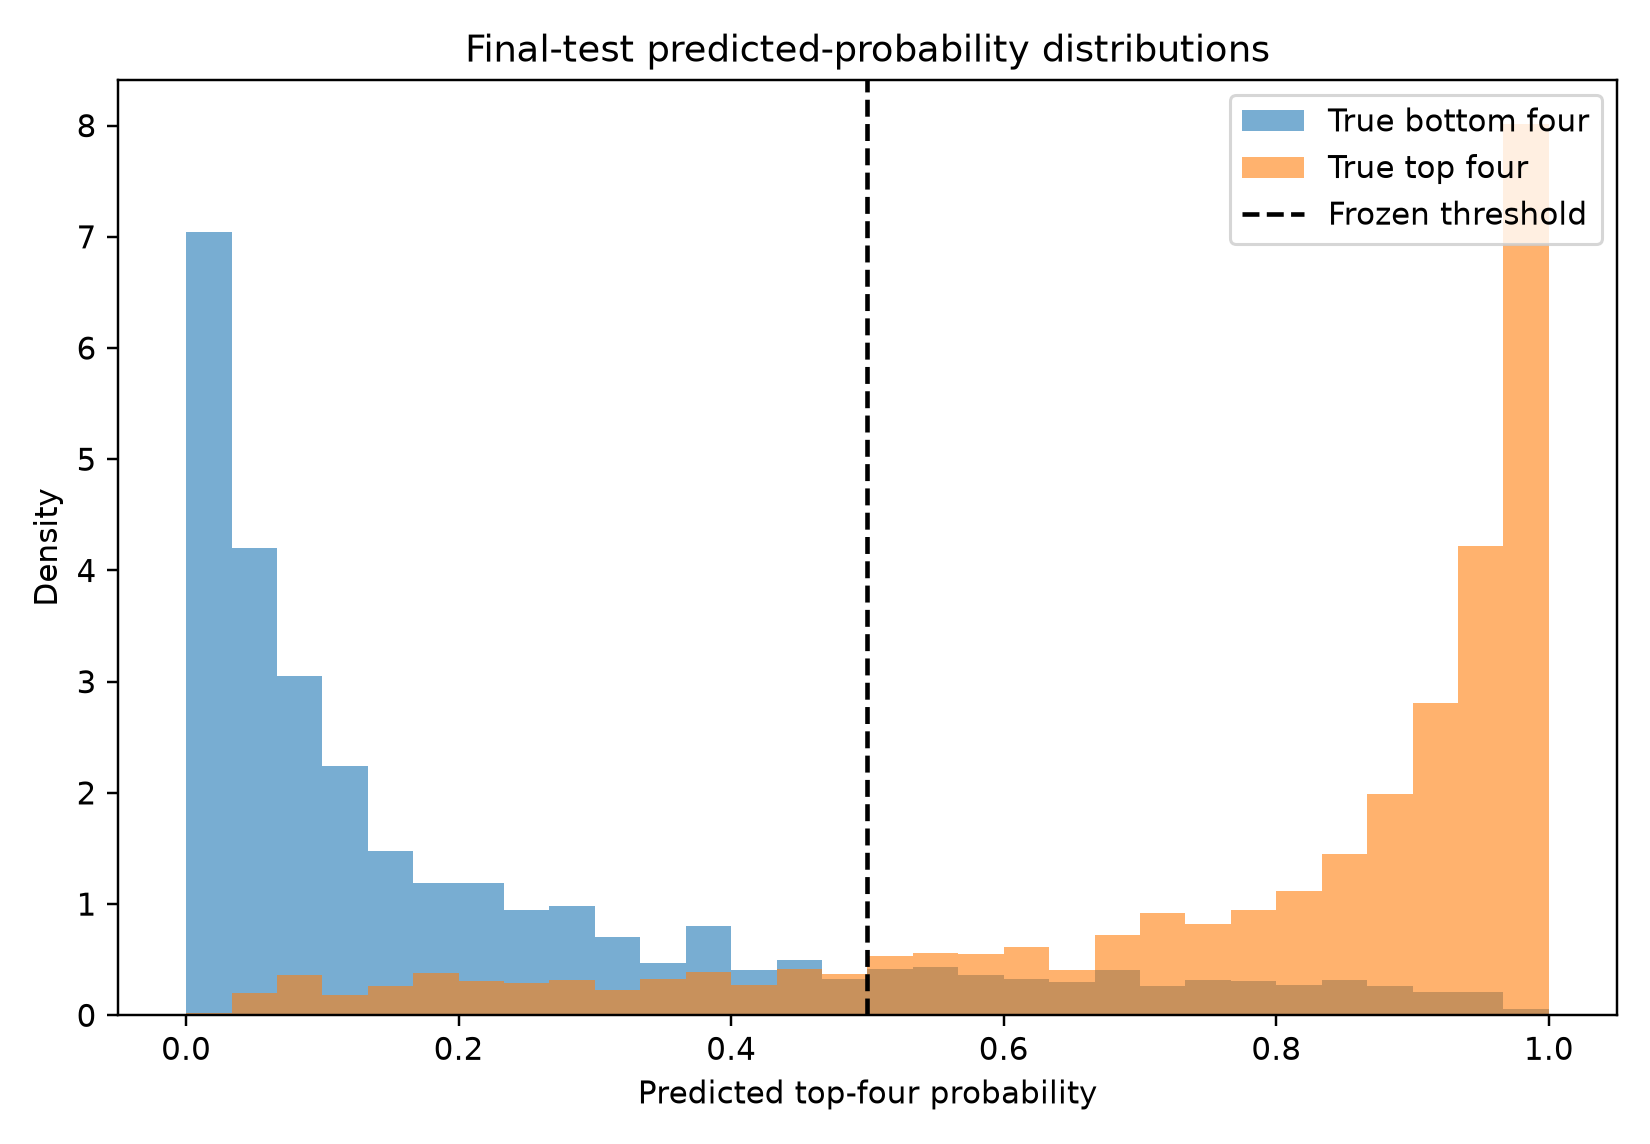 Final-test predicted-probability distributions
True bottom four
True top four
Frozen threshold
8
7
6
5
4
3
2
1
0
Density
0.0 0.2 0.4 0.6 0.8 1.0
Predicted top-four probability